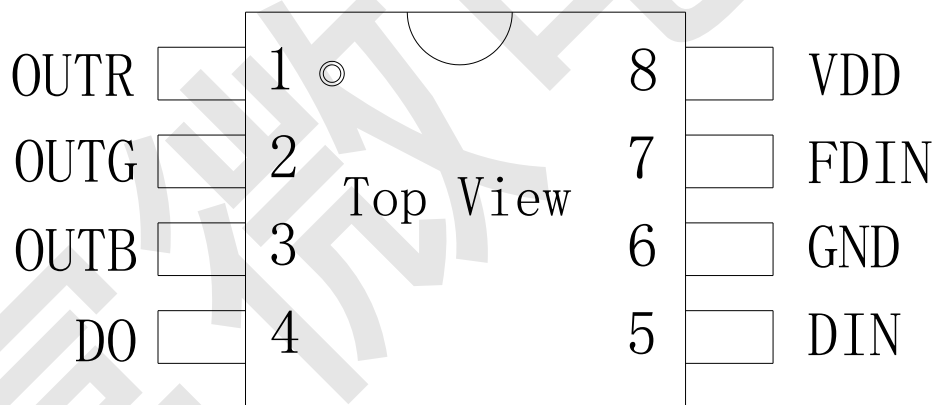 OUTR 1 8 VDD
OUTG 2 7 FDIN
Top View
OUTB 3 6 GND
DO 4 5 DIN